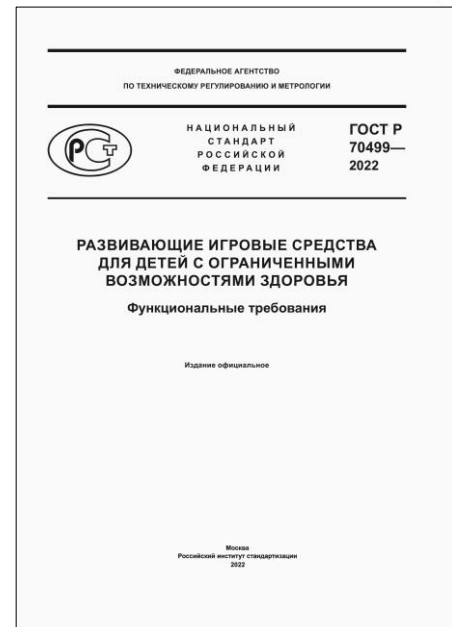 ФЕДЕРАЛЬНОЕ АГЕНТСТВО
ПО ТЕХНИЧЕСКОМУ РЕГУЛИРОВАНИЮ И МЕТРОЛОГИИ
РСТ
НАЦИОНАЛЬНЫЙ
СТАНДАРТ
РОССИЙСКОЙ
ФЕДЕРАЦИИ
ГОСТ Р
70499—
2022
РАЗВИВАЮЩИЕ ИГРОВЫЕ СРЕДСТВА
ДЛЯ ДЕТЕЙ С ОГРАНИЧЕННЫМИ
ВОЗМОЖНОСТЯМИ ЗДОРОВЬЯ
Функциональные требования
Издание официальное
Москва
Российский институт стандартизации
2022